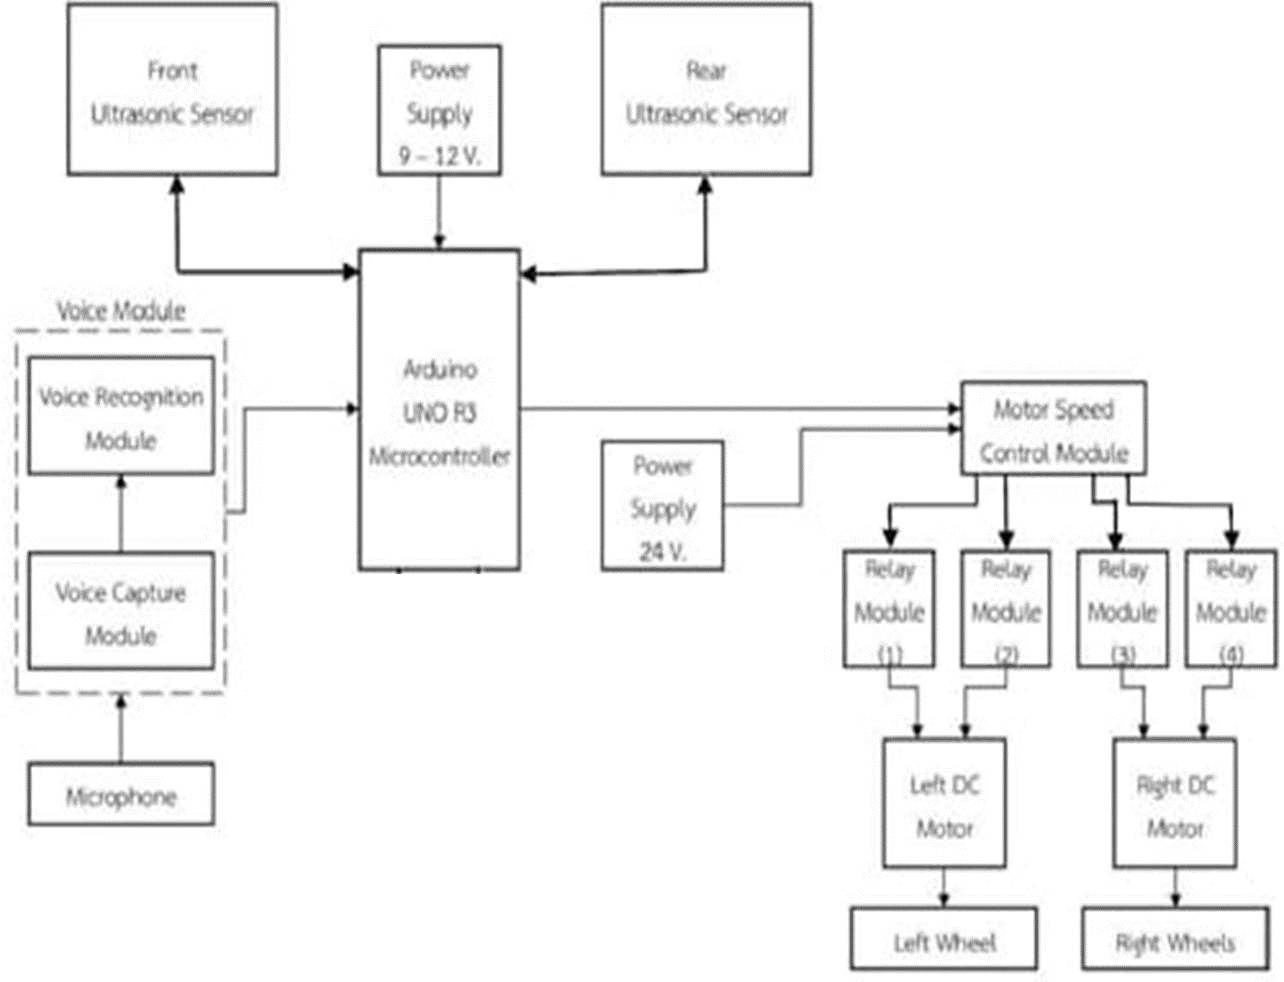 Front
Ultrasonic Sensor
Power
Supply
9 – 12 V.
Rear
Ultrasonic Sensor
Voice Module
Voice Recognition
Module
Voice Capture
Module
Microphone
Arduino
UNO R3
Microcontroller
Power
Supply
24 V.
Motor Speed
Control Module
Relay
Module
(1)
Relay
Module
(2)
Relay
Module
(3)
Relay
Module
(4)
Left DC
Motor
Right DC
Motor
Left Wheel
Right Wheels